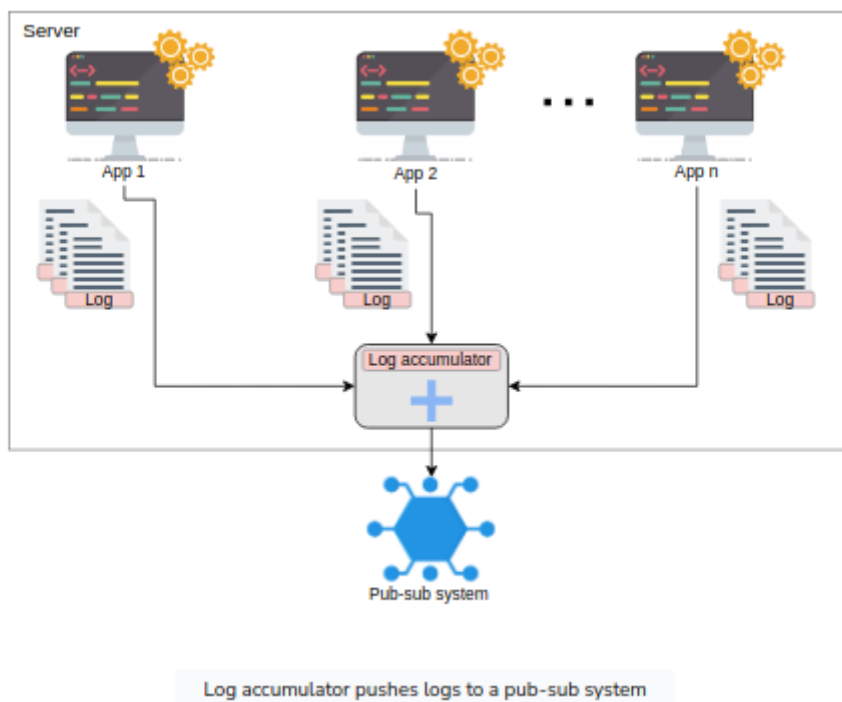 Server
App 1
App 2
App n
Log
Log
Log
Log accumulator
Pub-sub system
Log accumulator pushes logs to a pub-sub system